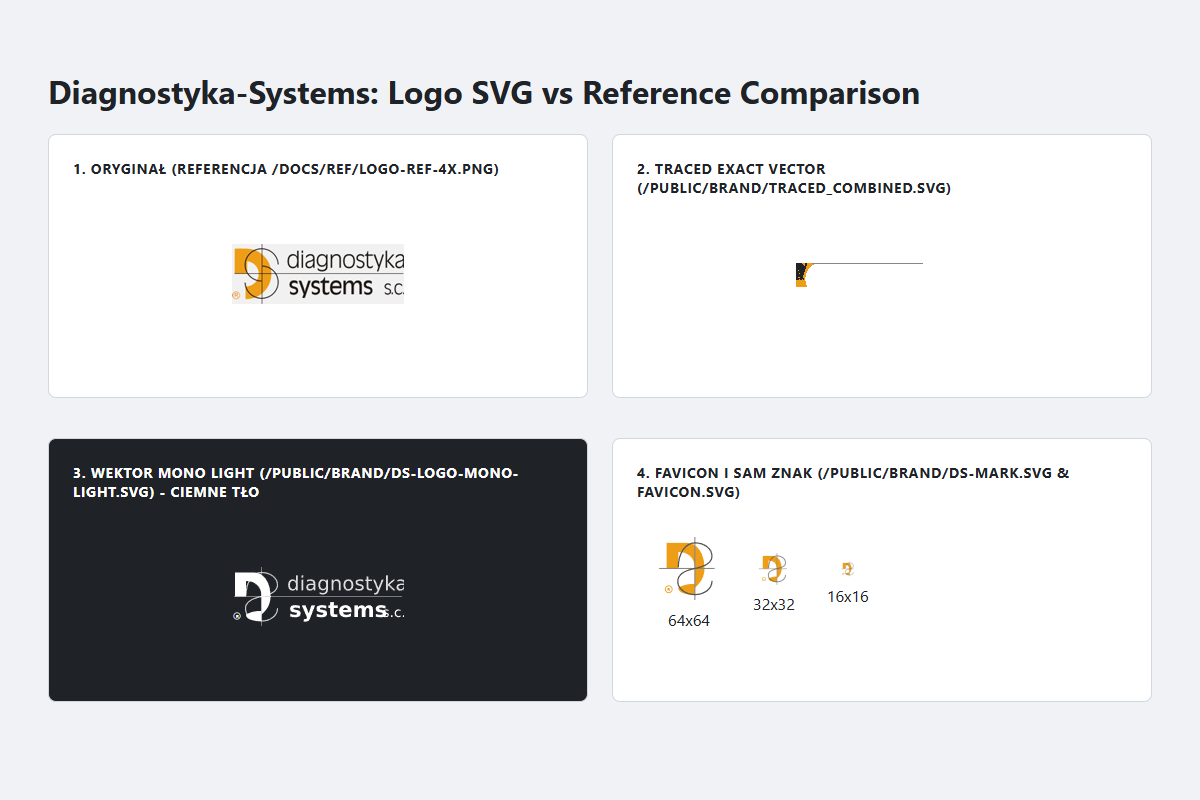 Diagnostyka-Systems: Logo SVG vs Reference Comparison
1. ORYGINAŁ (REFERENCJA /DOCS/REF/LOGO-REF-4X.PNG)
diagnostyka
systems s.c.
2. TRACED EXACT VECTOR
(/PUBLIC/BRAND/TRACED_COMBINED.SVG)
3. WEKTOR MONO LIGHT (/PUBLIC/BRAND/DS-LOGO-MONO-
LIGHT.SVG) - CIEMNE TŁO
diagnostyka
systems s.c.
4. FAVICON I SAM ZNAK (/PUBLIC/BRAND/DS-MARK.SVG &
FAVICON.SVG)
64x64
32x32
16x16